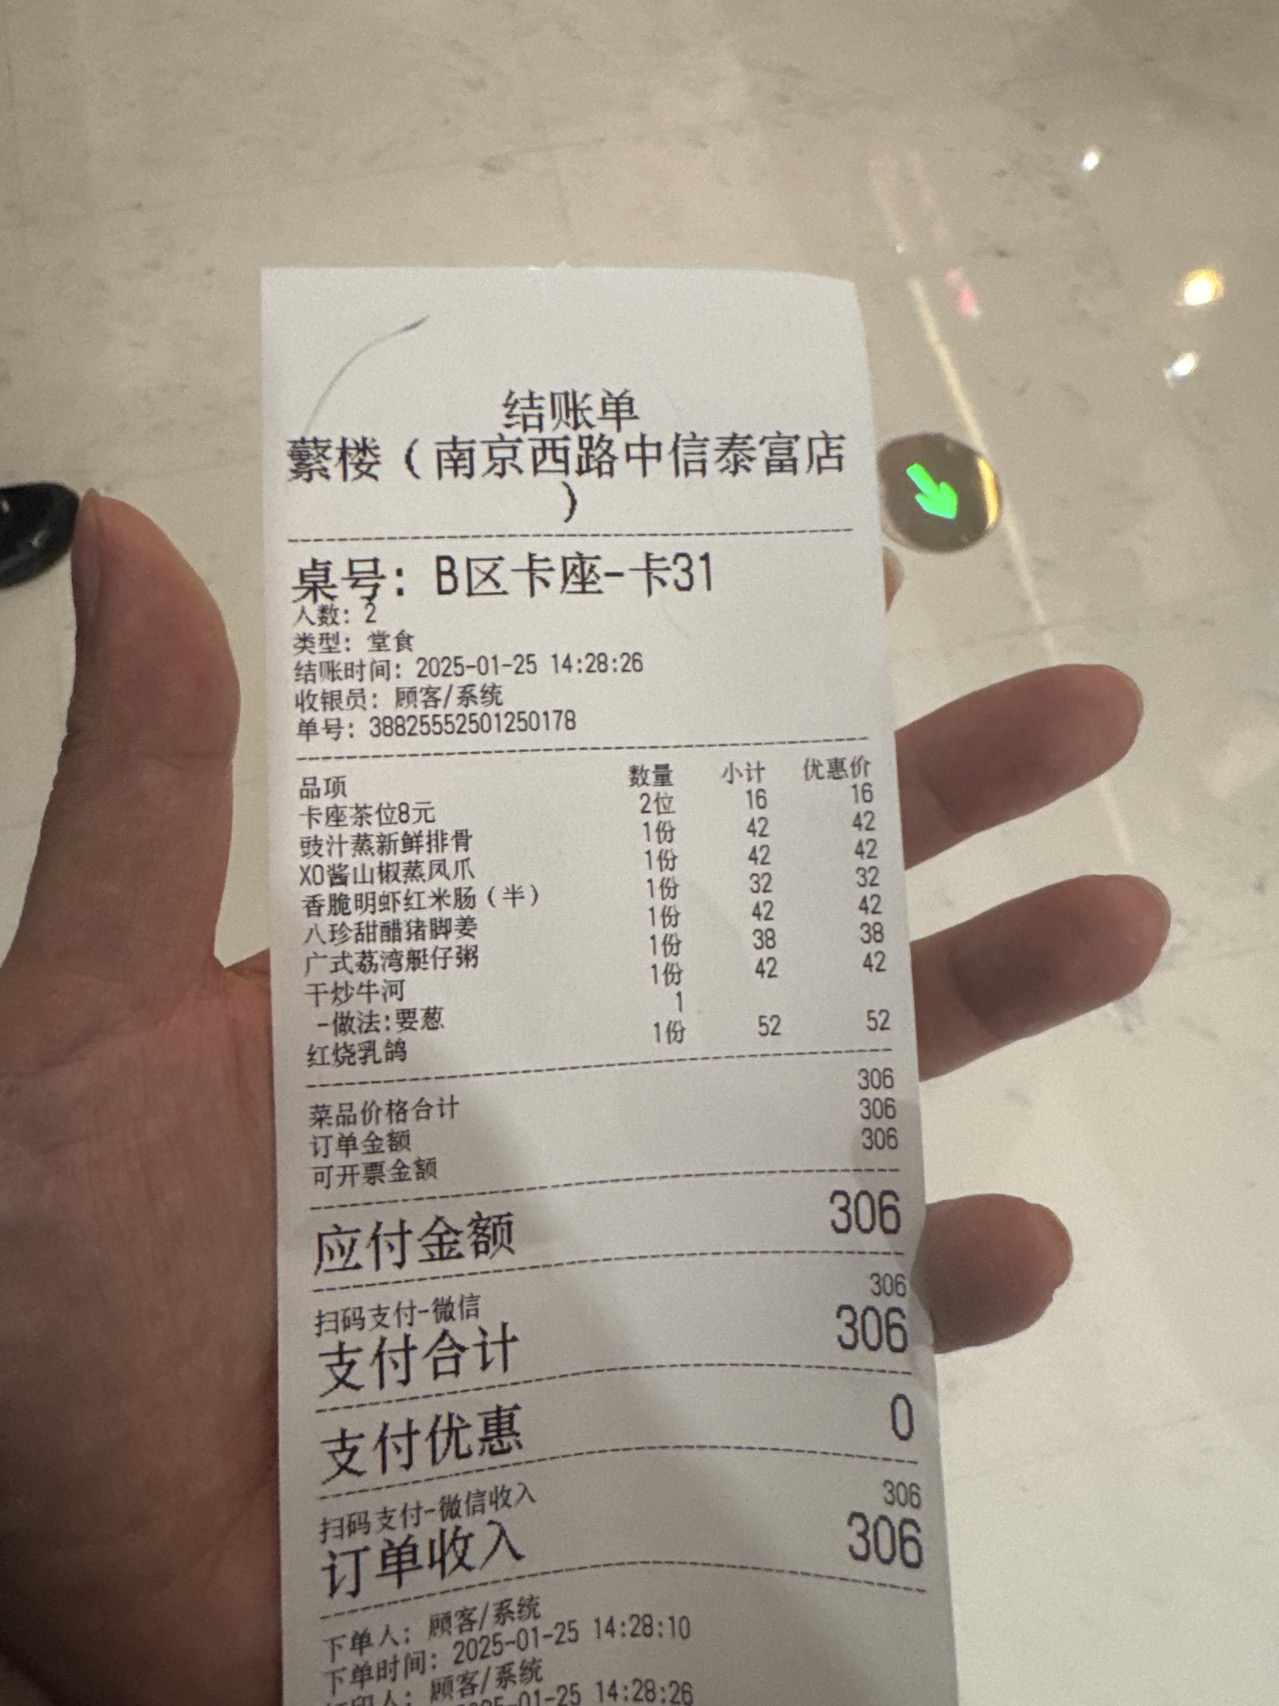 结账单
蘩楼（南京西路中信泰富店
）
桌号：B区卡座-卡31
人数：2
类型：堂食
结账时间：2025-01-25 14:28:26
收银员：顾客/系统
单号：38825552501250178
品项 数量 小计 优惠价
卡座茶位8元 2位 16 16
豉汁蒸新鲜排骨 1份 42 42
XO酱山椒蒸凤爪 1份 42 42
香脆明虾红米肠（半） 1份 32 32
八珍甜醋猪脚姜 1份 42 42
广式荔湾艇仔粥 1份 38 38
干炒牛河 1份 42 42
-做法:要葱 1
红烧乳鸽 1份 52 52
菜品价格合计 306
订单金额 306
可开票金额 306
应付金额 306
扫码支付-微信 306
支付合计 306
支付优惠 0
扫码支付-微信收入 306
订单收入 306
下单人：顾客/系统
下单时间：2025-01-25 14:28:10
打印人：顾客/系统
2025-01-25 14:28:26